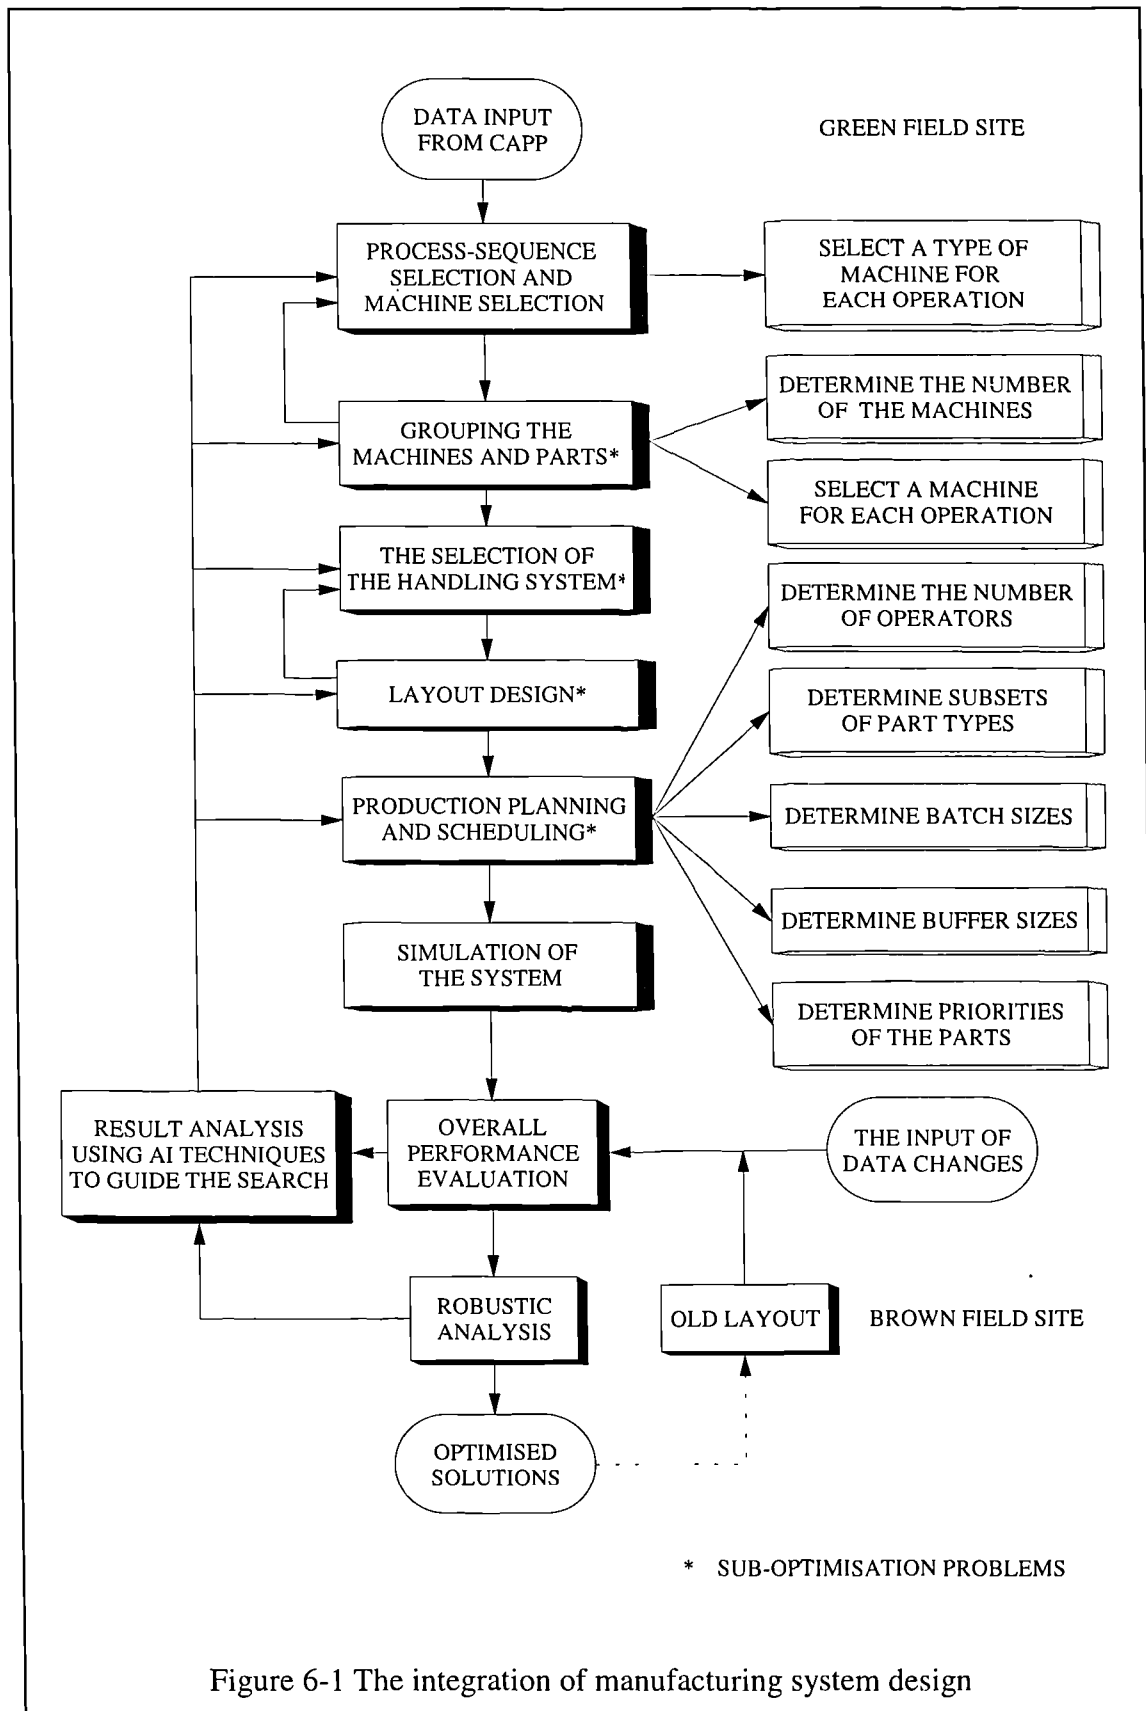 DATA INPUT
FROM CAPP
GREEN FIELD SITE
PROCESS-SEQUENCE
SELECTION AND
MACHINE SELECTION
SELECT A TYPE OF
MACHINE FOR
EACH OPERATION
GROUPING THE
MACHINES AND PARTS*
DETERMINE THE NUMBER
OF THE MACHINES
SELECT A MACHINE
FOR EACH OPERATION
THE SELECTION OF
THE HANDLING SYSTEM*
DETERMINE THE NUMBER
OF OPERATORS
LAYOUT DESIGN*
DETERMINE SUBSETS
OF PART TYPES
PRODUCTION PLANNING
AND SCHEDULING*
DETERMINE BATCH SIZES
DETERMINE BUFFER SIZES
SIMULATION OF
THE SYSTEM
DETERMINE PRIORITIES
OF THE PARTS
RESULT ANALYSIS
USING AI TECHNIQUES
TO GUIDE THE SEARCH
OVERALL
PERFORMANCE
EVALUATION
THE INPUT OF
DATA CHANGES
ROBUSTIC
ANALYSIS
OLD LAYOUT
BROWN FIELD SITE
OPTIMISED
SOLUTIONS
* SUB-OPTIMISATION PROBLEMS
Figure 6-1 The integration of manufacturing system design